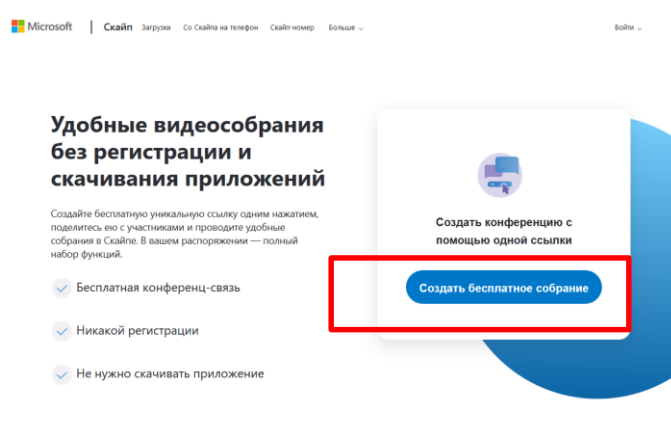 Microsoft Скайп Загрузки Со Скайпа на телефон Скайп-номер Больше Войти
Удобные видеособрания
без регистрации и
скачивания приложений
Создайте бесплатную уникальную ссылку одним нажатием,
поделитесь ею с участниками и проводите удобные
собрания в Скайпе. В вашем распоряжении — полный
набор функций.
Бесплатная конференц-связь
Никакой регистрации
Не нужно скачивать приложение
Создать конференцию с
помощью одной ссылки
Создать бесплатное собрание